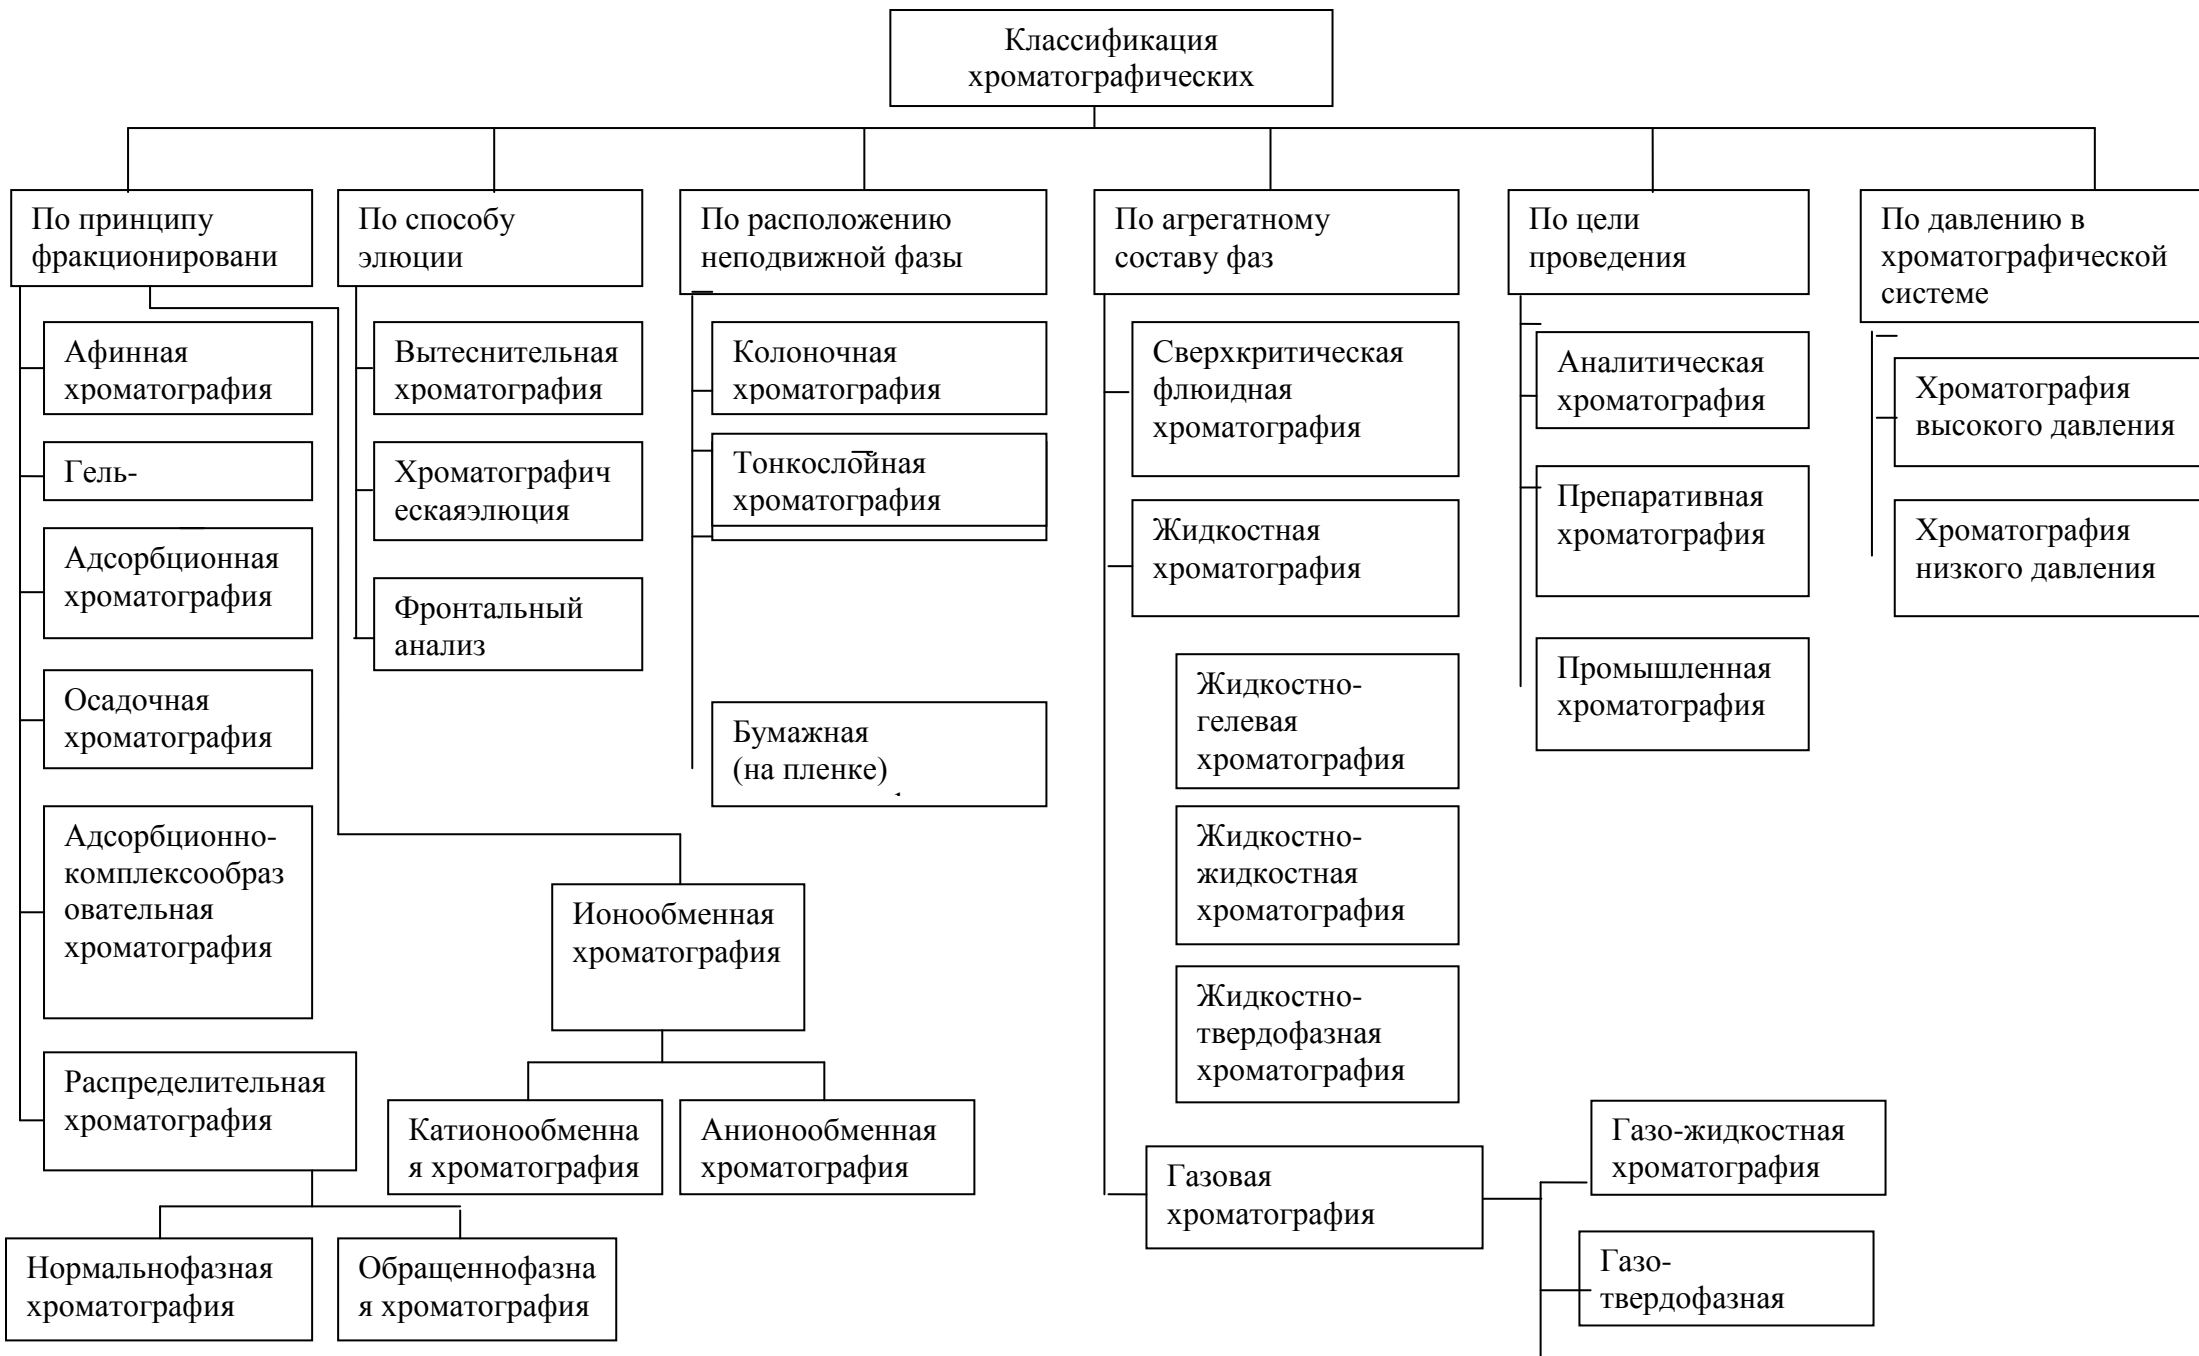 Классификация
хроматографических
По принципу
фракционировани
По способу
элюции
По расположению
неподвижной фазы
По агрегатному
составу фаз
По цели
проведения
По давлению в
хроматографической
системе
Афинная
хроматография
Гель-
Адсорбционная
хроматография
Осадочная
хроматография
Адсорбционно-
комплексообраз
овательная
хроматография
Распределительная
хроматография
Нормальнофазная
хроматография
Обращеннофазна
я хроматография
Ионообменная
хроматография
Катионообменна
я хроматография
Анионообменная
хроматография
Вытеснительная
хроматография
Хроматографич
ескаяэлюция
Фронтальный
анализ
Колоночная
хроматография
Тонкослойная
хроматография
Бумажная
(на пленке)
Сверхкритическая
флюидная
хроматография
Жидкостная
хроматография
Жидкостно-
гелевая
хроматография
Жидкостно-
жидкостная
хроматография
Жидкостно-
твердофазная
хроматография
Газовая
хроматография
Газо-жидкостная
хроматография
Газо-
твердофазная
Аналитическая
хроматография
Препаративная
хроматография
Промышленная
хроматография
Хроматография
высокого давления
Хроматография
низкого давления